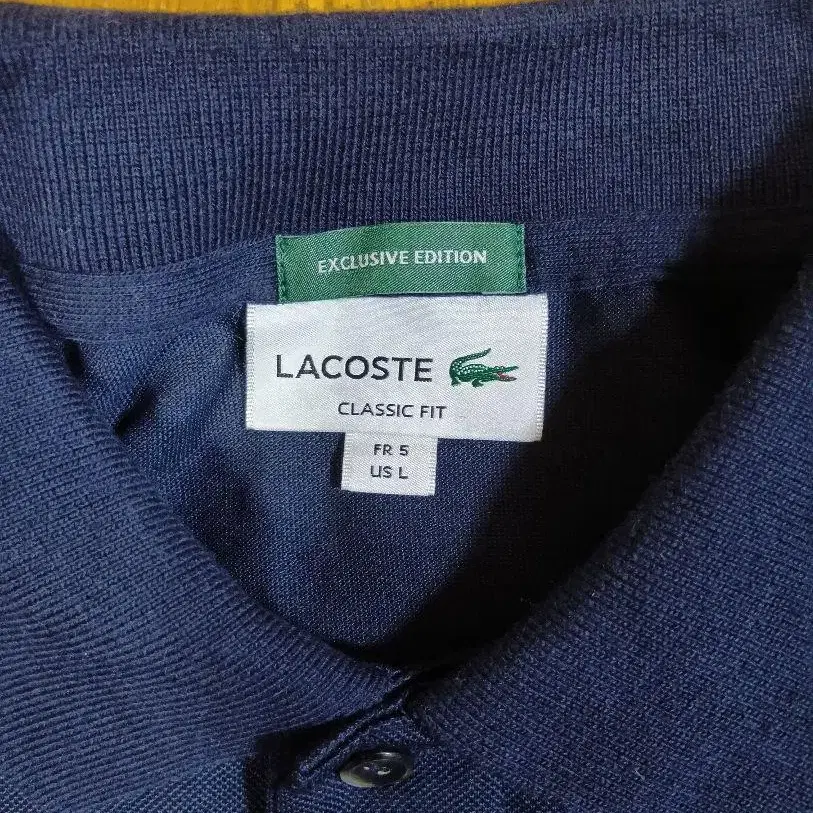 EXCLUSIVE EDITION
LACOSTE
CLASSIC FIT
FR 5
US L